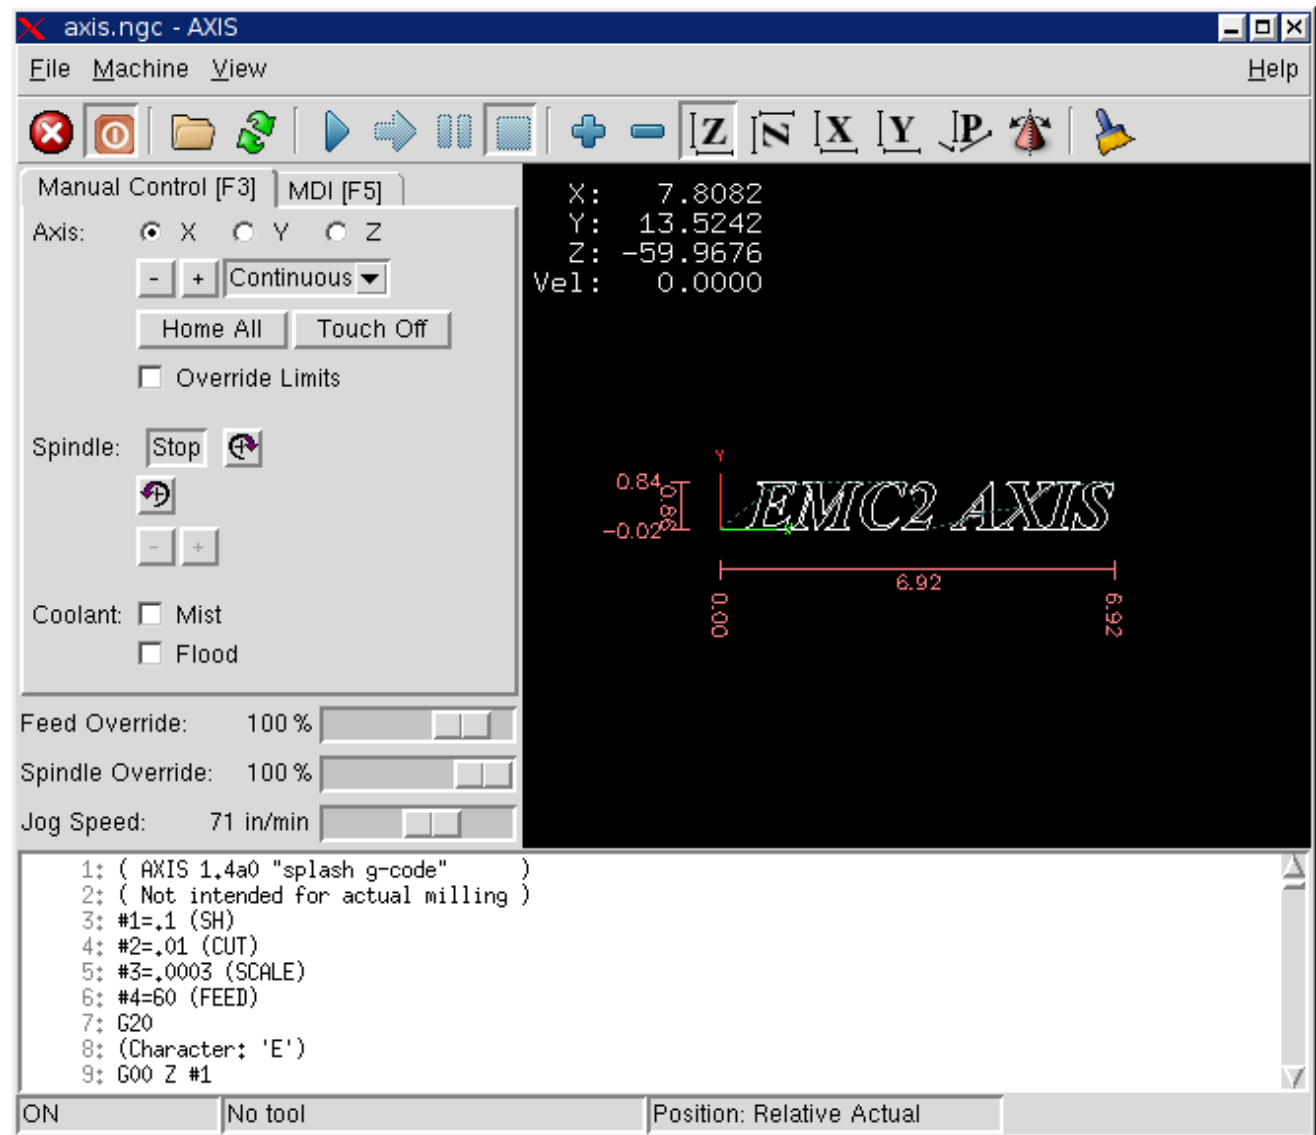 axis.ngc - AXIS
File Machine View Help
Z N X Y P
Manual Control [F3] MDI [F5]
Axis: X Y Z
- + Continuous
Home All Touch Off
Override Limits
Spindle: Stop
- +
Coolant: Mist
Flood
Feed Override: 100 %
Spindle Override: 100 %
Jog Speed: 71 in/min
X: 7.8082
Y: 13.5242
Z: -59.9676
Vel: 0.0000
Y
0.84
0.86
-0.02
X
EMC2 AXIS
6.92
0.00
6.92
1: ( AXIS 1.4a0 "splash g-code" )
2: ( Not intended for actual milling )
3: #1=.1 (SH)
4: #2=.01 (CUT)
5: #3=.0003 (SCALE)
6: #4=60 (FEED)
7: G20
8: (Character: 'E')
9: G00 Z #1
ON No tool Position: Relative Actual